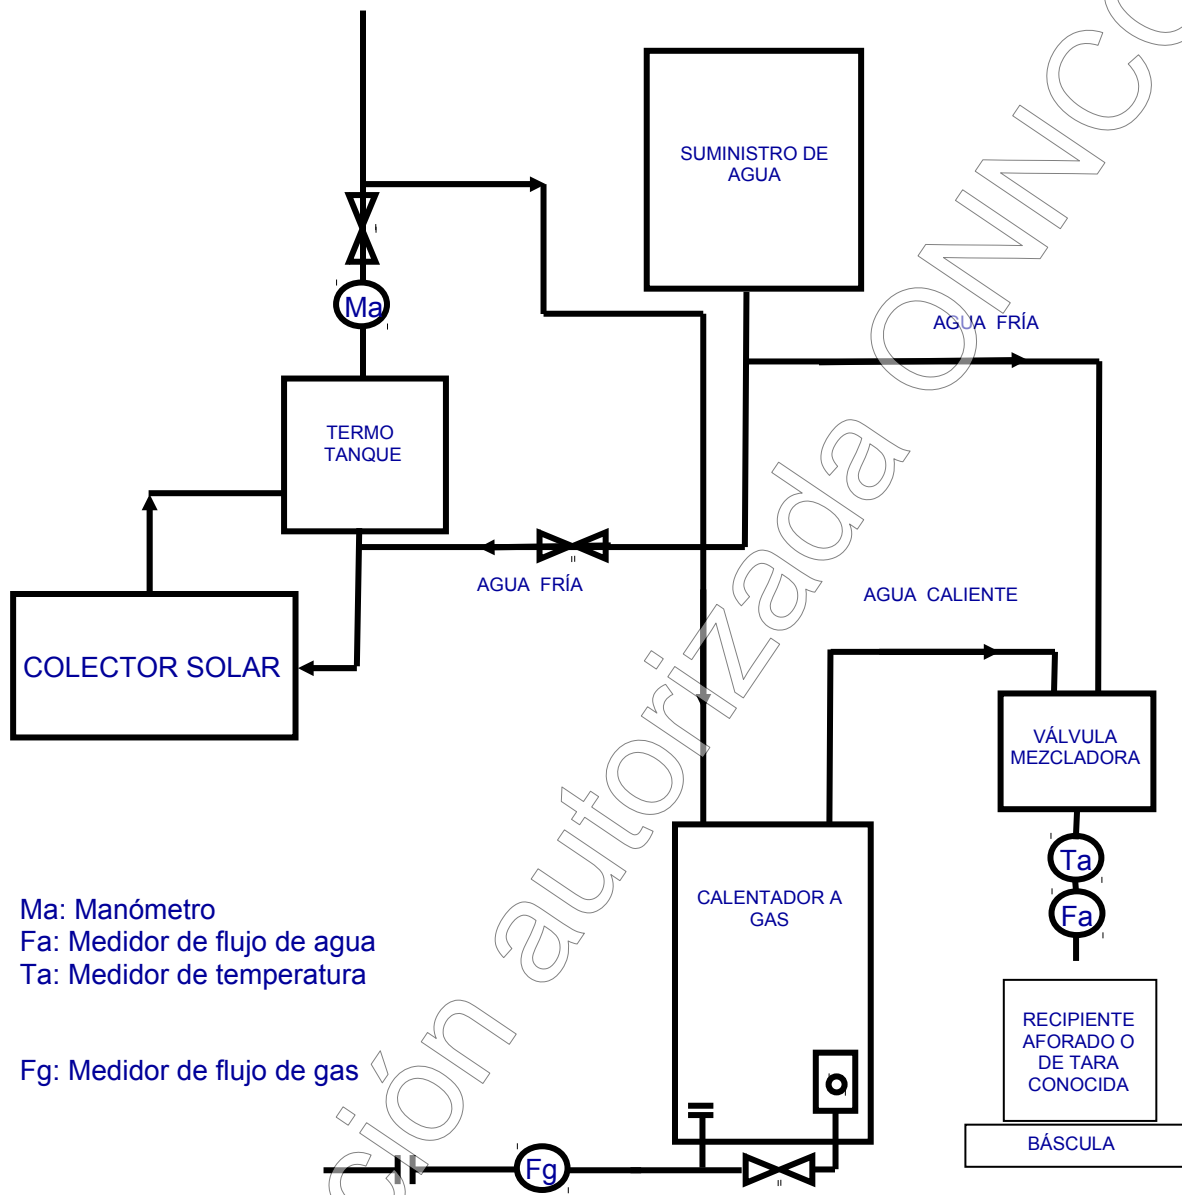 SUMINISTRO DE
AGUA
AGUA FRÍA
Ma
TERMO
TANQUE
AGUA FRÍA
AGUA CALIENTE
COLECTOR SOLAR
VÁLVULA
MEZCLADORA
Ta
Fa
CALENTADOR A
GAS
Ma: Manómetro
Fa: Medidor de flujo de agua
Ta: Medidor de temperatura
Fg: Medidor de flujo de gas
RECIPIENTE
AFORADO O
DE TARA
CONOCIDA
BÁSCULA
Fg
ción autorizada ONNCC